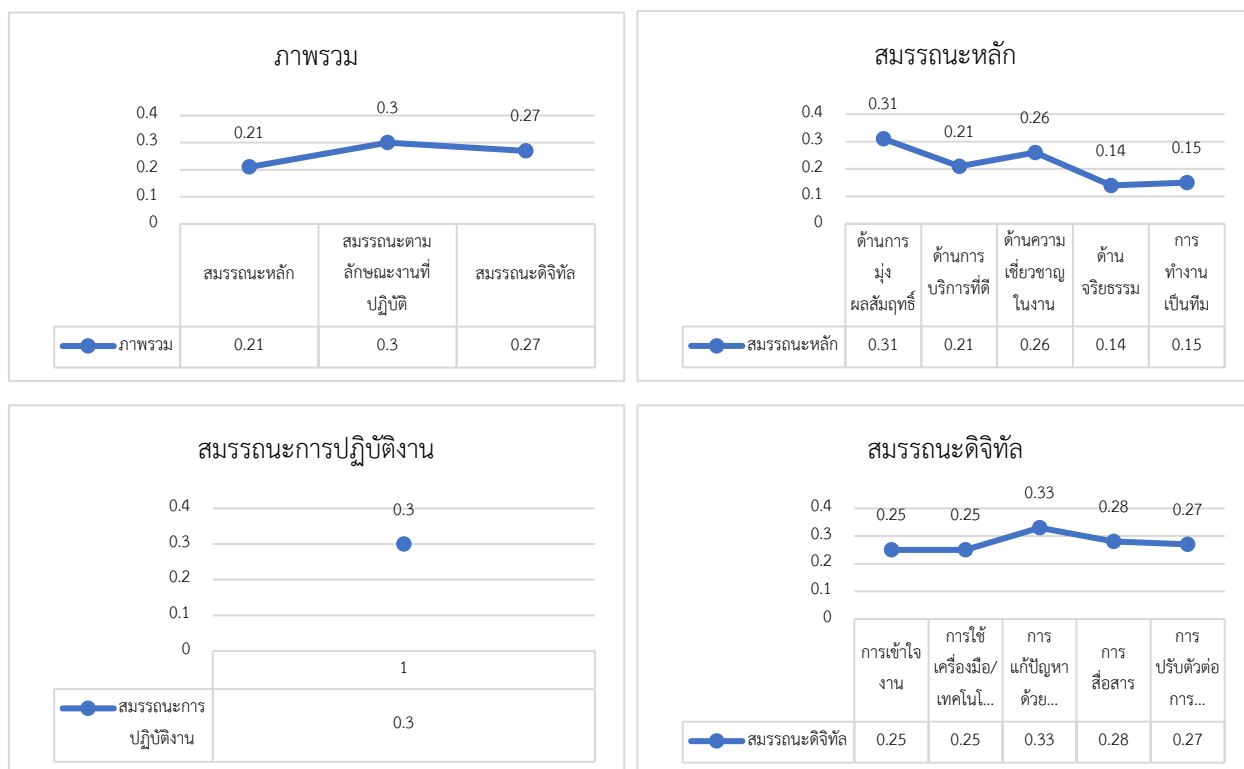 ภาพรวม
0.4
0.3
0.2
0.1
0
0.21
0.3
0.27
สมรรถนะหลัก
สมรรถนะตาม
ลักษณะงานที่
ปฏิบัติ
สมรรถนะดิจิทัล
ภาพรวม 0.21 0.3 0.27
สมรรถนะหลัก
0.4
0.3
0.2
0.1
0
0.31
0.21
0.26
0.14
0.15
ด้านการ
มุ่ง
ผลสัมฤทธิ์
ด้านการ
บริการที่ดี
ด้านความ
เชี่ยวชาญ
ในงาน
ด้าน
จริยธรรม
การ
ทำงาน
เป็นทีม
สมรรถนะหลัก 0.31 0.21 0.26 0.14 0.15
สมรรถนะการปฏิบัติงาน
0.4
0.3
0.2
0.1
0
0.3
1
สมรรถนะการ
ปฏิบัติงาน
0.3
สมรรถนะดิจิทัล
0.4
0.3
0.2
0.1
0
0.25
0.25
0.33
0.28
0.27
การเข้าใจ
งาน
การใช้
เครื่องมือ/
เทคโนโ...
การ
แก้ปัญหา
ด้วย...
การ
สื่อสาร
การ
ปรับตัวต่อ
การ...
สมรรถนะดิจิทัล 0.25 0.25 0.33 0.28 0.27